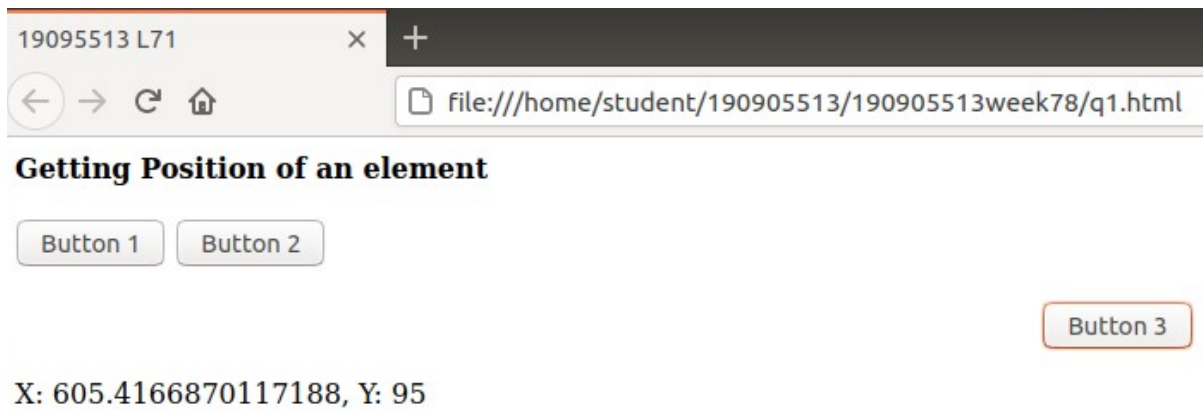 19095513 L71
file:///home/student/190905513/190905513week78/q1.html
Getting Position of an element
Button 1 Button 2
Button 3
X: 605.4166870117188, Y: 95